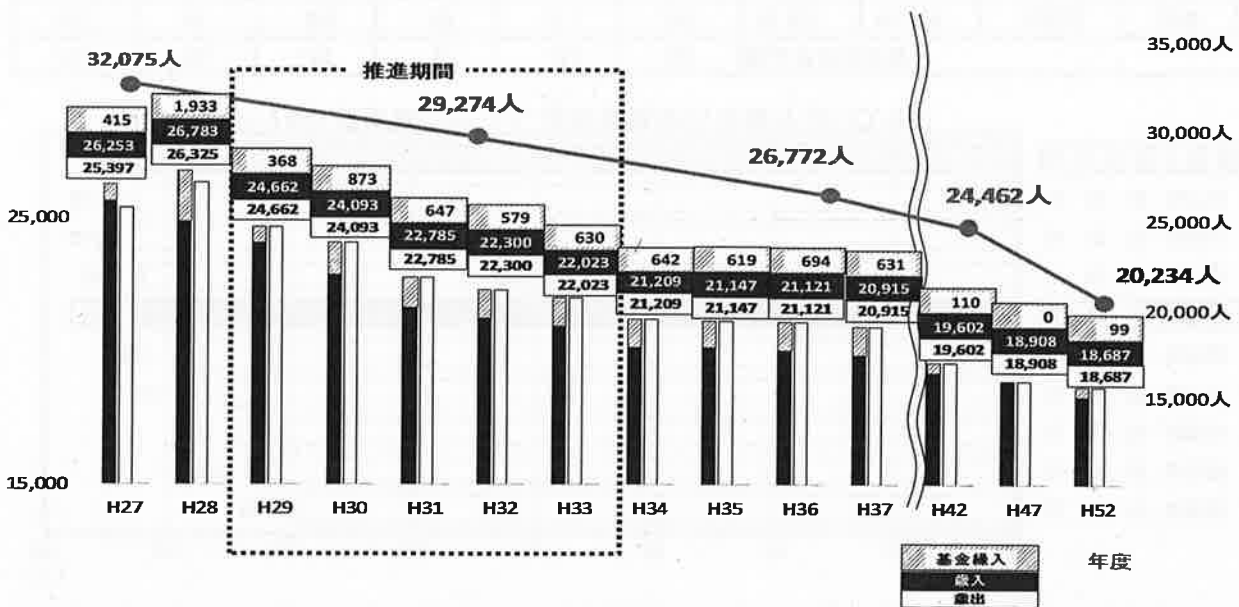 35,000人
32,075人
推進期間
1,933
29,274人
30,000人
415
26,783
26,253
26,325
25,397
368
26,772人
24,662
873
24,662
24,093
24,462人
24,093
647
579
25,000
22,785
22,300
630
25,000人
22,785
22,300
22,023
642
619
694
631
22,023
21,209
21,147
21,121
20,915
20,234人
21,209
21,147
21,121
20,915
110
0
99
20,000人
19,602
18,908
18,687
19,602
18,908
18,687
15,000人
15,000
H27 H28 H29 H30 H31 H32 H33 H34 H35 H36 H37 H42 H47 H52
年度
基金繰入
歳入
歳出